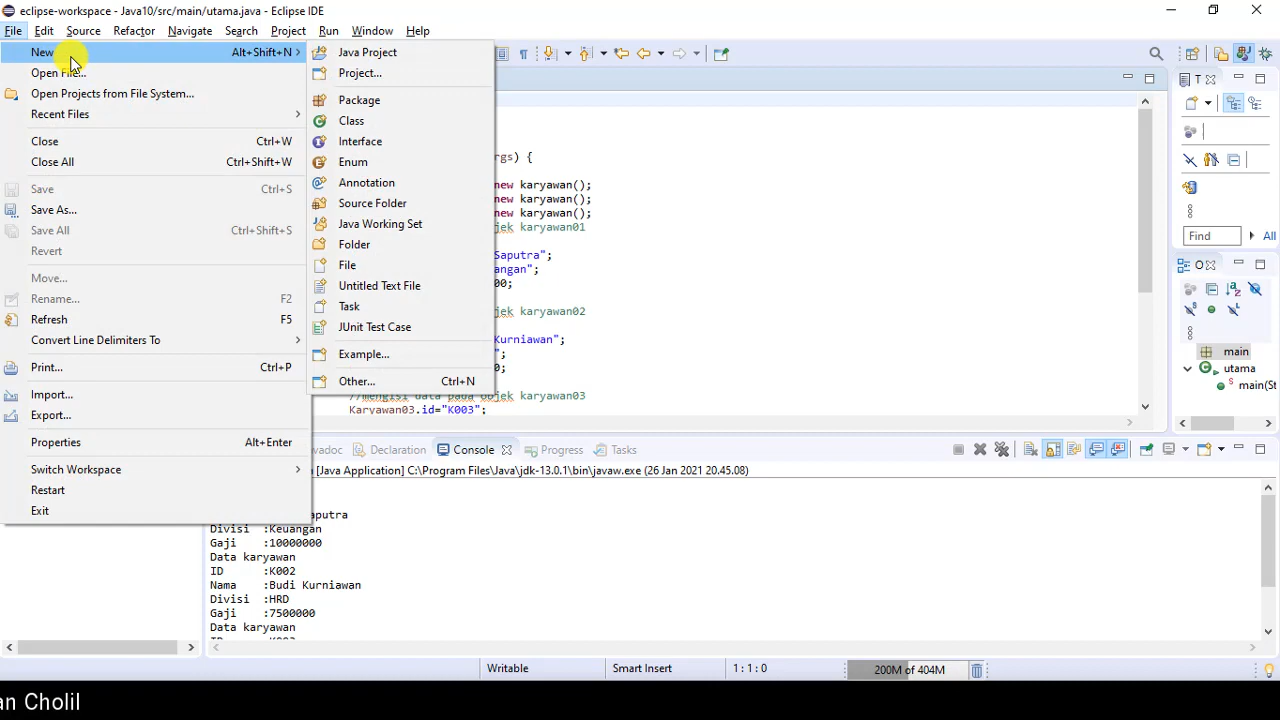 eclipse-workspace - Java10/src/main/utama.java - Eclipse IDE
File Edit Source Refactor Navigate Search Project Run Window Help
New Alt+Shift+N
Open File...
Open Projects from File System...
Recent Files
Close Ctrl+W
Close All Ctrl+Shift+W
Save Ctrl+S
Save As...
Save All Ctrl+Shift+S
Revert
Move...
Rename... F2
Refresh F5
Convert Line Delimiters To
Print... Ctrl+P
Import...
Export...
Properties Alt+Enter
Switch Workspace
Restart
Exit
Java Project
Project...
Package
Class
Interface
Enum
Annotation
Source Folder
Java Working Set
Folder
File
Untitled Text File
Task
JUnit Test Case
Example...
Other... Ctrl+N
rgs) {
new karyawan();
new karyawan();
new karyawan();
jek karyawan01
Saputra";
angan";
00;
jek karyawan02
Kurniawan";
";
0;
//mengisi data pada objek karyawan03
Karyawan03.id="K003";
T
Find All
O
main
utama
main(St
vadoc Declaration Console Progress Tasks
[Java Application] C:\Program Files\Java\jdk-13.0.1\bin\javaw.exe (26 Jan 2021 20.45.08)
aputra
Divisi :Keuangan
Gaji :10000000
Data karyawan
ID :K002
Nama :Budi Kurniawan
Divisi :HRD
Gaji :7500000
Data karyawan
Writable Smart Insert 1:1:0 200M of 404M
an Cholil